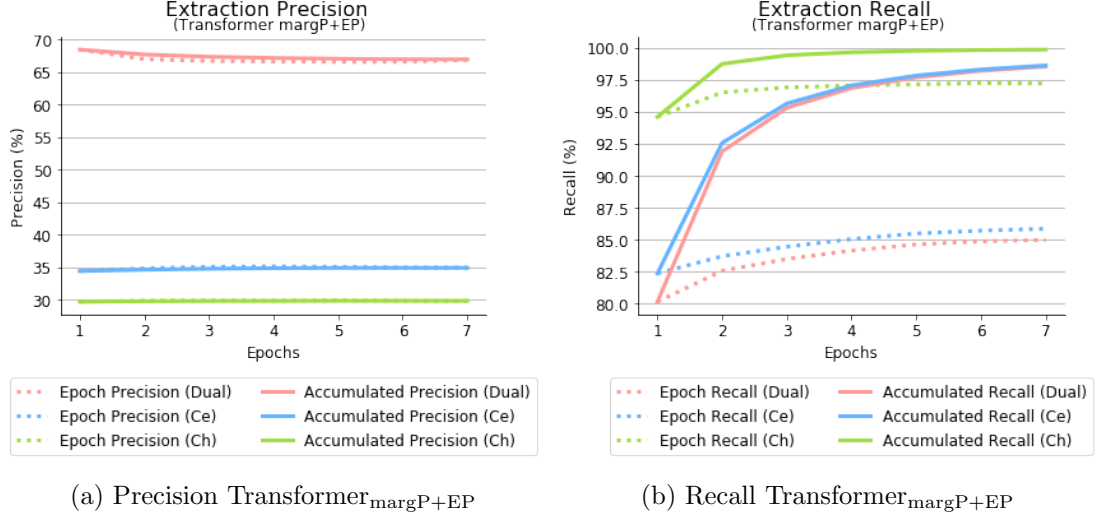 Extraction Precision
(Transformer margP+EP)
70
65
60
55
50
45
40
35
30
Precision (%)
1 2 3 4 5 6 7
Epochs
Epoch Precision (Dual) Accumulated Precision (Dual)
Epoch Precision (Ce) Accumulated Precision (Ce)
Epoch Precision (Ch) Accumulated Precision (Ch)
(a) Precision Transformer margP+EP
Extraction Recall
(Transformer margP+EP)
100.0
97.5
95.0
92.5
90.0
87.5
85.0
82.5
80.0
Recall (%)
1 2 3 4 5 6 7
Epochs
Epoch Recall (Dual) Accumulated Recall (Dual)
Epoch Recall (Ce) Accumulated Recall (Ce)
Epoch Recall (Ch) Accumulated Recall (Ch)
(b) Recall Transformer margP+EP